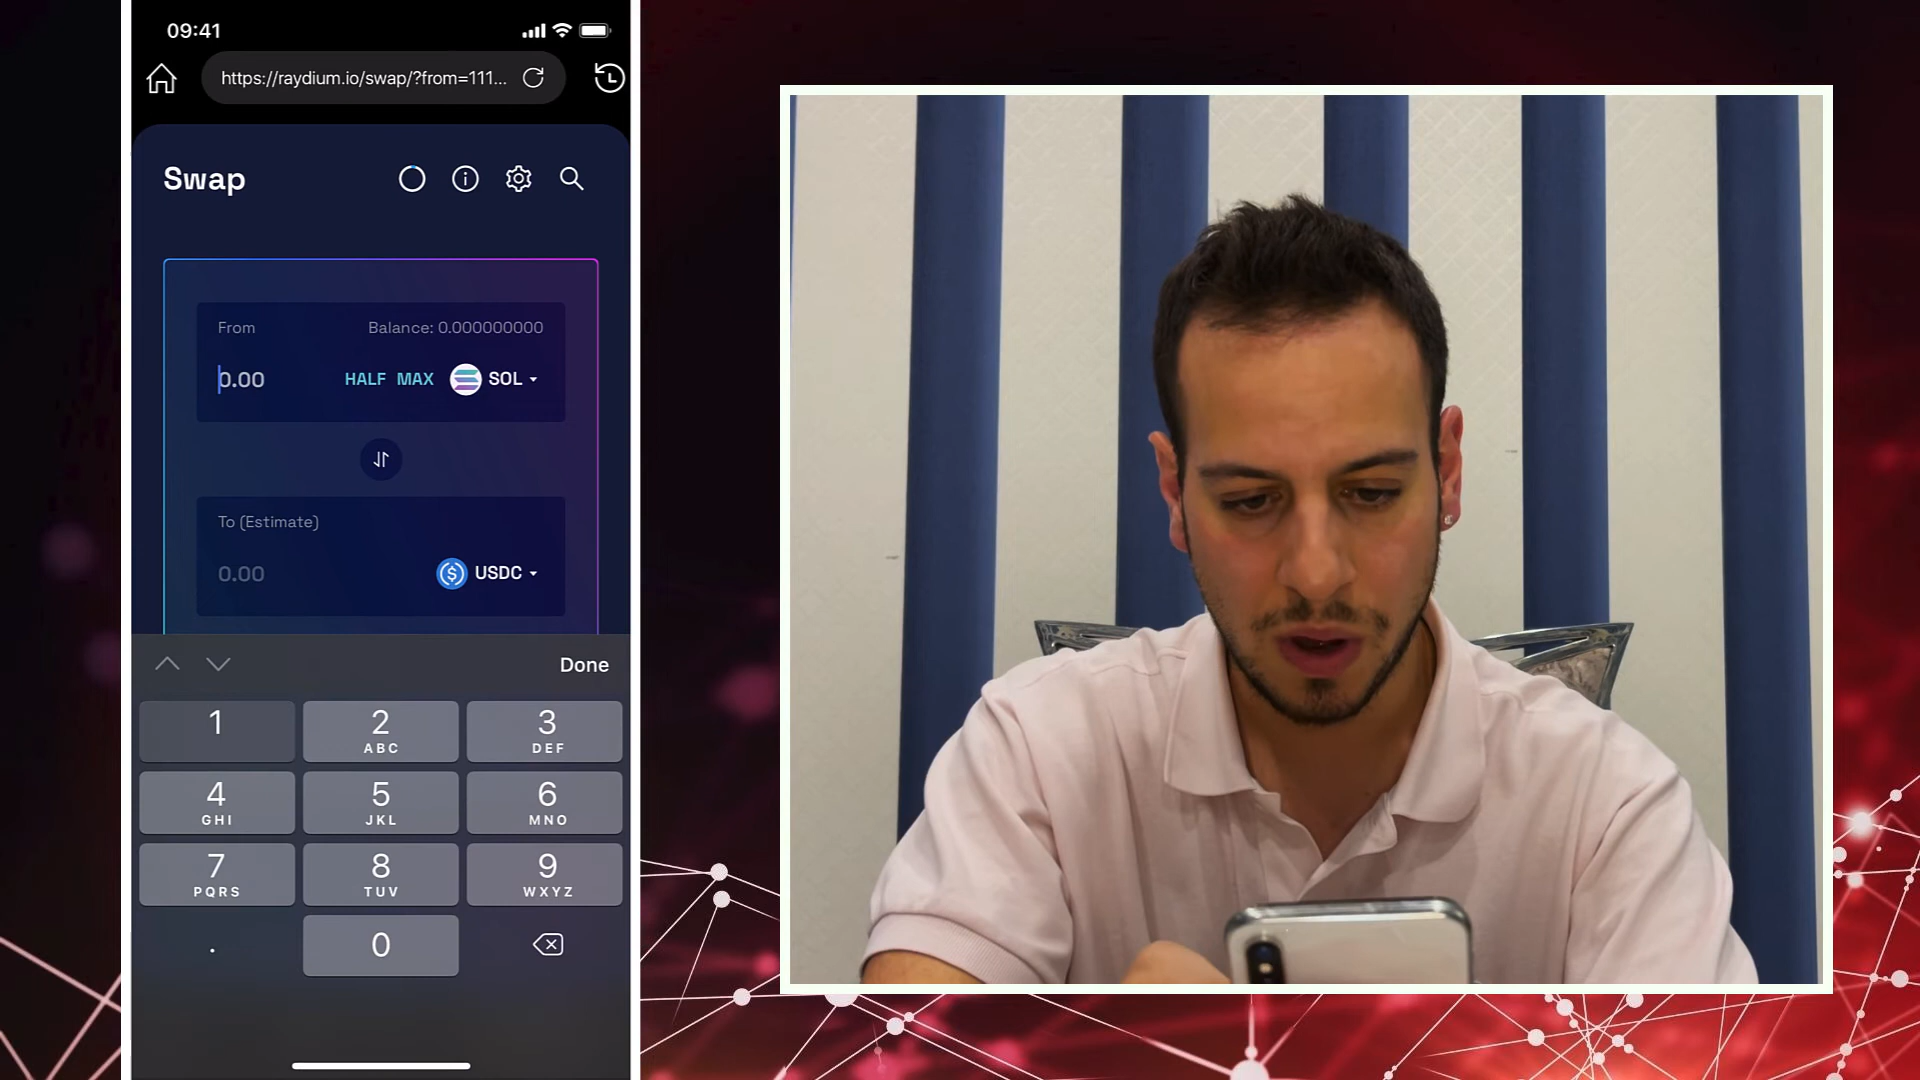 09:41
https://raydium.io/swap/?from=111...
Swap
From Balance: 0.000000000
0.00 HALF MAX SOL
To (Estimate)
0.00 USDC
Done
1 2 3
ABC DEF
4 5 6
GHI JKL MNO
7 8 9
PQRS TUV WXYZ
. 0